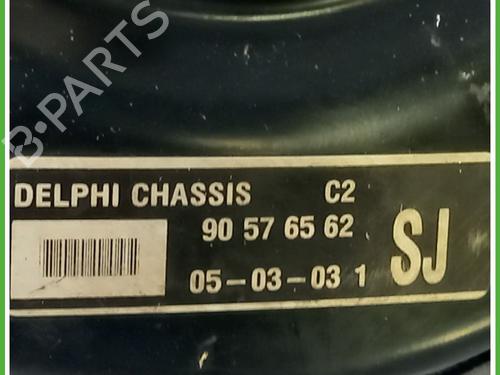 B-PARTS
DELPHI CHASSIS C2
90 57 65 62
SJ
05-03-03 1